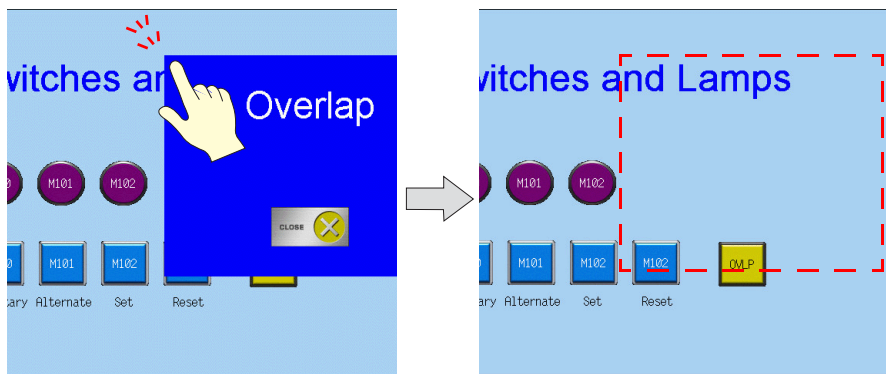 witches ar
Overlap
M101
M102
CLOSE
M101
M102
ary
Alternate
Set
Reset
witches and Lamps
M101
M102
M101
M102
M102
OVLP
ary
Alternate
Set
Reset